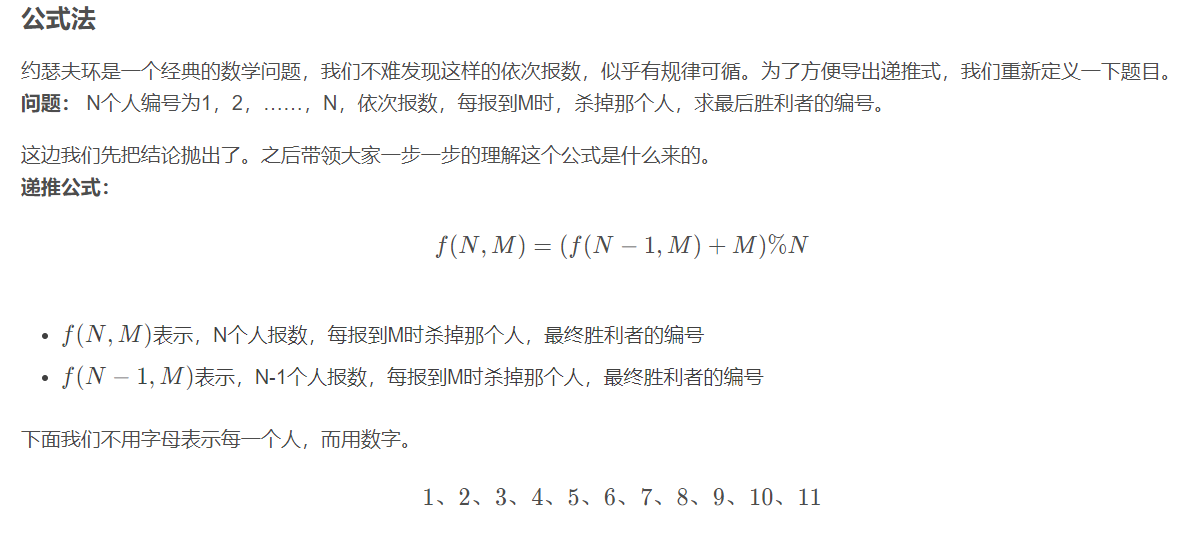 公式法
约瑟夫环是一个经典的数学问题，我们不难发现这样的依次报数，似乎有规律可循。为了方便导出递推式，我们重新定义一下题目。
问题： N个人编号为1，2，……，N，依次报数，每报到M时，杀掉那个人，求最后胜利者的编号。
这边我们先把结论抛出了。之后带领大家一步一步的理解这个公式是什么来的。
递推公式：
f(N, M) = (f(N − 1, M) + M)%N
• f(N, M)表示，N个人报数，每报到M时杀掉那个人，最终胜利者的编号
• f(N − 1, M)表示，N-1个人报数，每报到M时杀掉那个人，最终胜利者的编号
下面我们不用字母表示每一个人，而用数字。
1、2、3、4、5、6、7、8、9、10、11